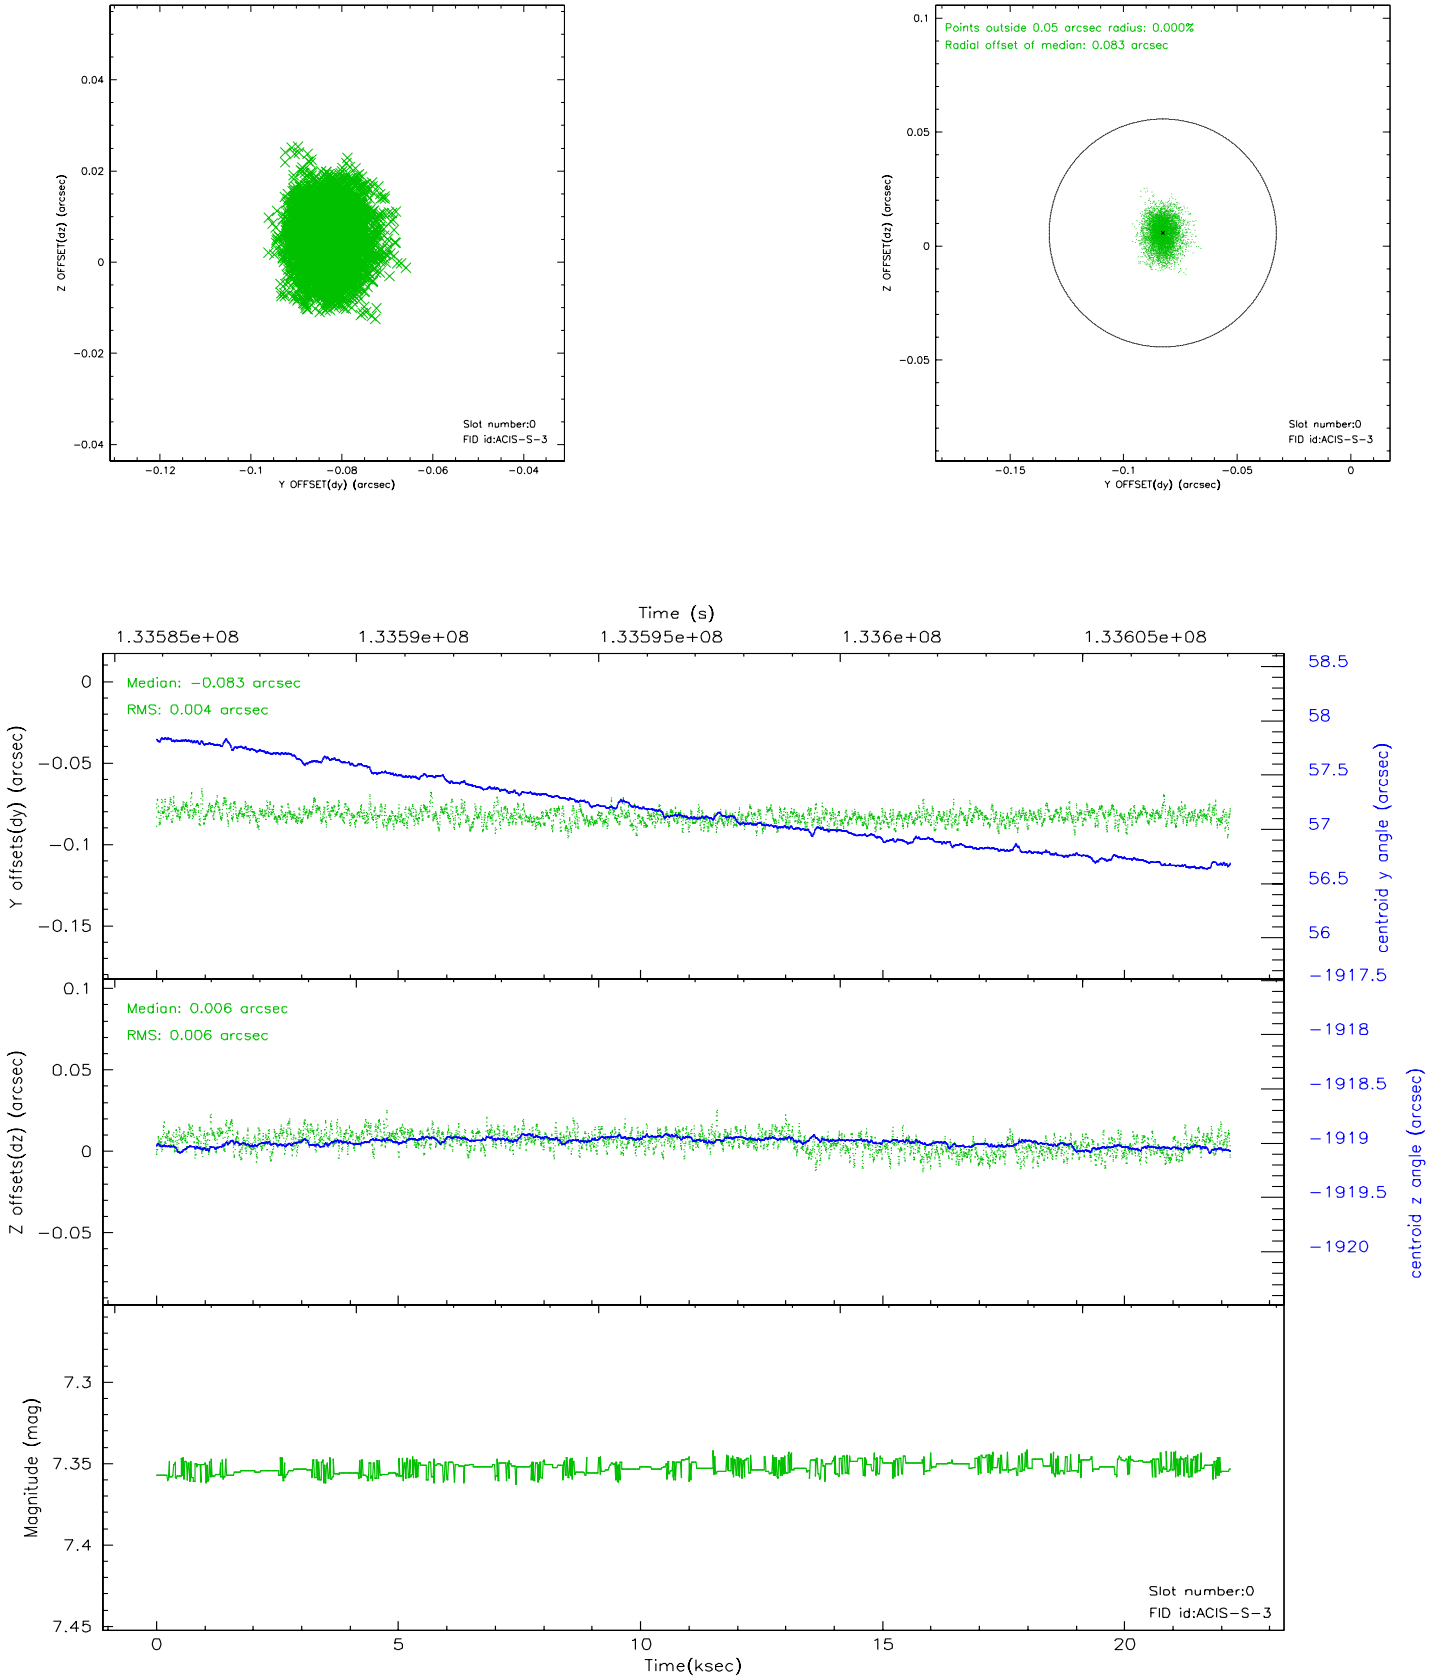 0.04
0.02
0
−0.02
−0.04
Z OFFSET(dz) (arcsec)
Slot number:0
FID id:ACIS−S−3
−0.12
−0.1
−0.08
−0.06
−0.04
Y OFFSET(dy) (arcsec)
Points outside 0.05 arcsec radius: 0.000%
Radial offset of median: 0.083 arcsec
0.1
0.05
0
−0.05
Z OFFSET(dz) (arcsec)
Slot number:0
FID id:ACIS−S−3
−0.15
−0.1
−0.05
0
Y OFFSET(dy) (arcsec)
Time (s)
1.33585e+08
1.3359e+08
1.33595e+08
1.336e+08
1.33605e+08
Median: −0.083 arcsec
RMS: 0.004 arcsec
0
−0.05
−0.1
−0.15
Y offsets(dy) (arcsec)
58.5
58
57.5
57
56.5
56
centroid y angle (arcsec)
Median: 0.006 arcsec
RMS: 0.006 arcsec
0.1
0.05
0
−0.05
Z offsets(dz) (arcsec)
−1917.5
−1918
−1918.5
−1919
−1919.5
−1920
centroid z angle (arcsec)
7.3
7.35
7.4
7.45
Magnitude (mag)
Slot number:0
FID id:ACIS−S−3
0
5
10
15
20
Time(ksec)